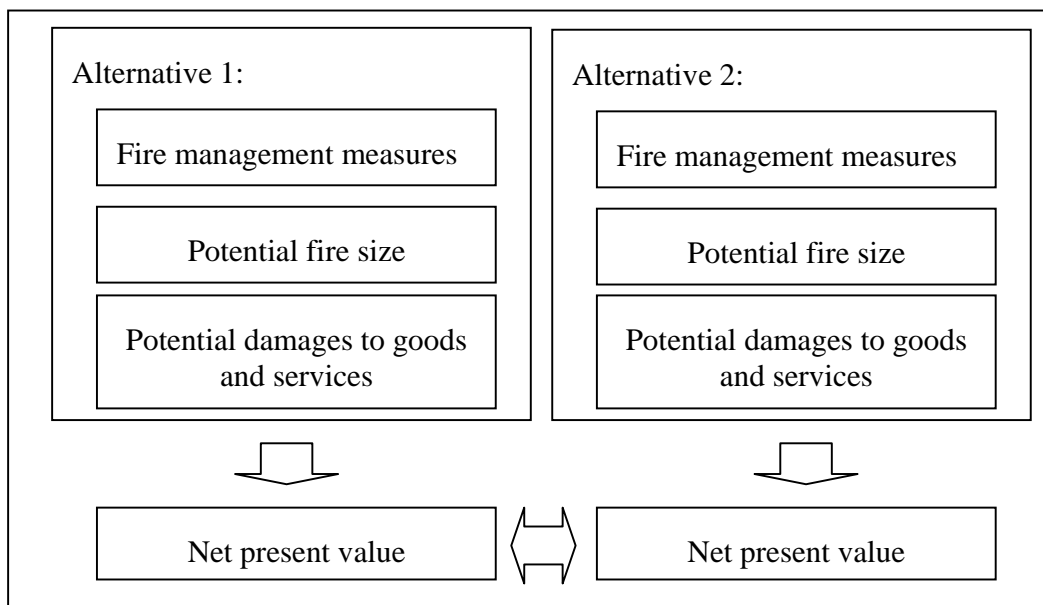 Alternative 1:
Fire management measures
Potential fire size
Potential damages to goods
and services
Net present value
Alternative 2:
Fire management measures
Potential fire size
Potential damages to goods
and services
Net present value